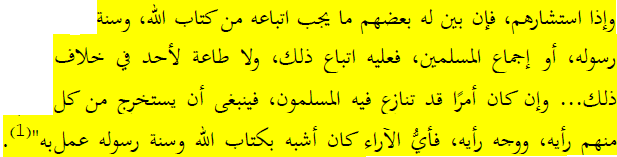 وإذا استشارهم، فإن بين له بعضهم ما يجب اتباعه من كتاب الله، وسنة
رسوله، أو إجماع المسلمين، فعليه اتباع ذلك، ولا طاعة لأحد في خلاف
ذلك... وإن كان أمرًا قد تنازع فيه المسلمون، فينبغى أن يستخرج من كل
منهم رأيه، ووجه رأيه، فأيُّ الآراء كان أشبه بكتاب الله وسنة رسوله عمل به"(1).